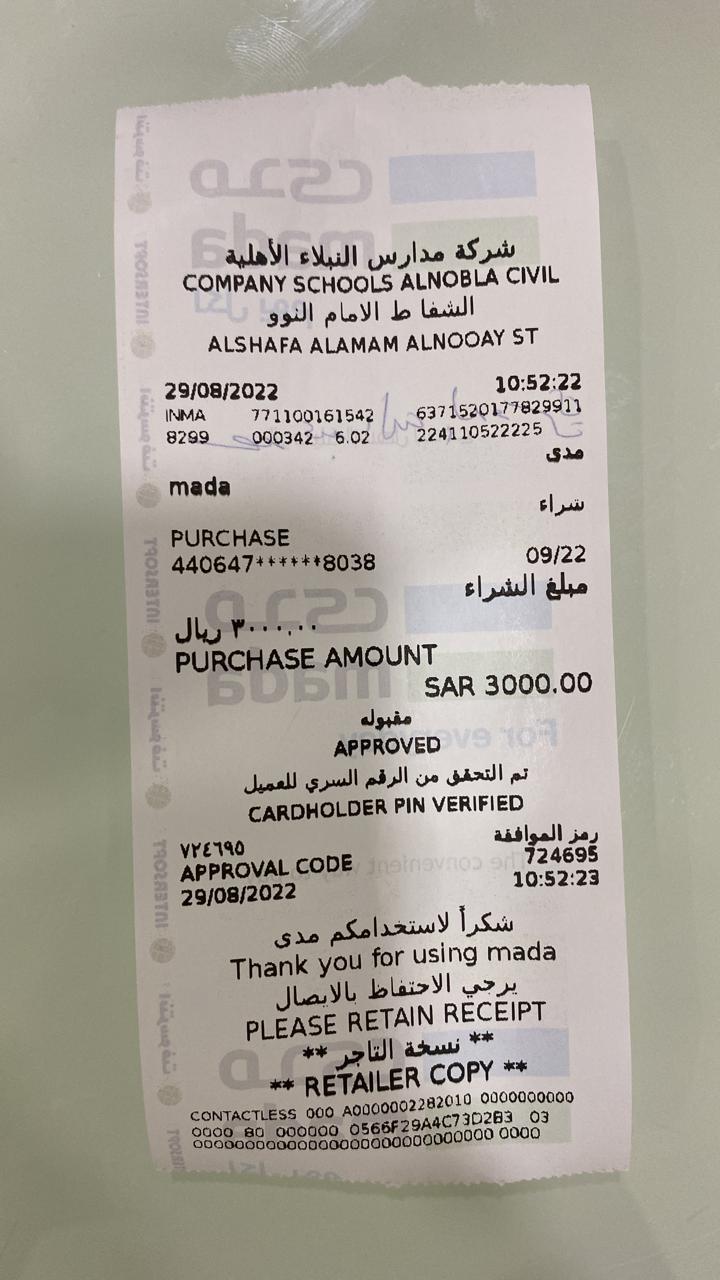 شركة مدارس النبلاء الأهلية
COMPANY SCHOOLS ALNOBLA CIVIL
الشفا ط الامام النوو
ALSHAFA ALAMAM ALNOOAY ST
29/08/2022 10:52:22
INMA 771100161542 6371520177829911
8299 000342 6.02 224110522225
مدى
mada
شراء
PURCHASE
440647******8038 09/22
مبلغ الشراء
٣٠٠٠.٠٠ ريال
PURCHASE AMOUNT
SAR 3000.00
مقبوله
APPROVED
تم التحقق من الرقم السري للعميل
CARDHOLDER PIN VERIFIED
رمز الموافقة
٧٢٤٦٩٥ 724695
APPROVAL CODE
29/08/2022 10:52:23
شكراً لاستخدامكم مدى
Thank you for using mada
يرجي الاحتفاظ بالايصال
PLEASE RETAIN RECEIPT
** نسخة التاجر **
** RETAILER COPY **
CONTACTLESS 000 A0000002282010 0000000000
0000 80 000000 0566F29A4C73D2B3 03